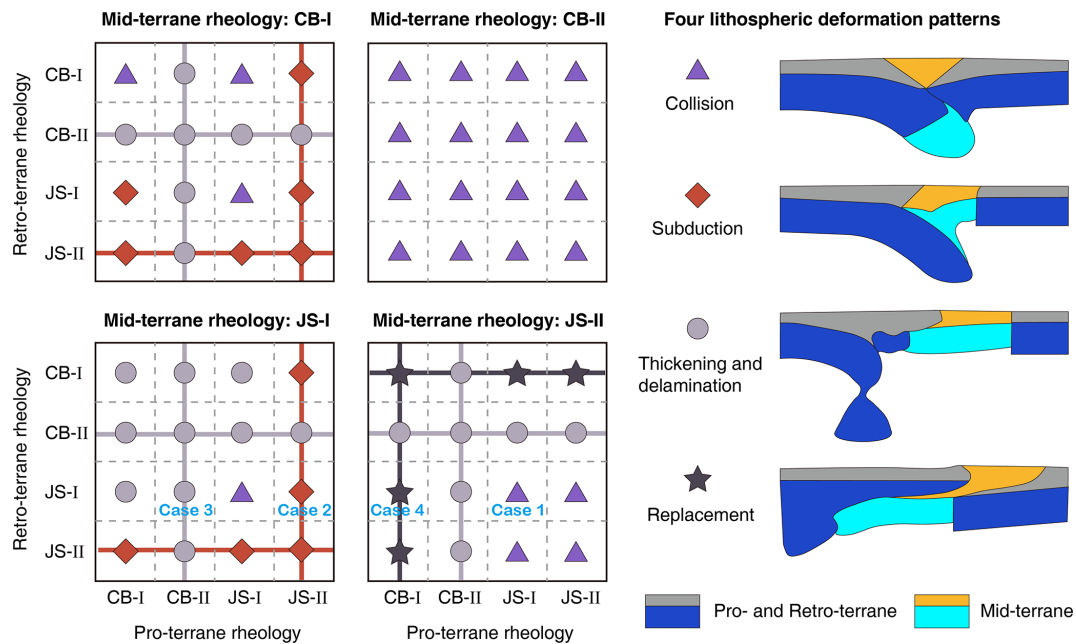 Mid-terrane rheology: CB-I
Mid-terrane rheology: CB-II
Four lithospheric deformation patterns
Retro-terrane rheology
CB-I
CB-II
JS-I
JS-II
Collision
Subduction
Mid-terrane rheology: JS-I
Mid-terrane rheology: JS-II
Retro-terrane rheology
CB-I
CB-II
JS-I
JS-II
Case 3
Case 2
Case 4
Case 1
CB-I
CB-II
JS-I
JS-II
CB-I
CB-II
JS-I
JS-II
Pro-terrane rheology
Pro-terrane rheology
Thickening and
delamination
Replacement
Pro- and Retro-terrane
Mid-terrane